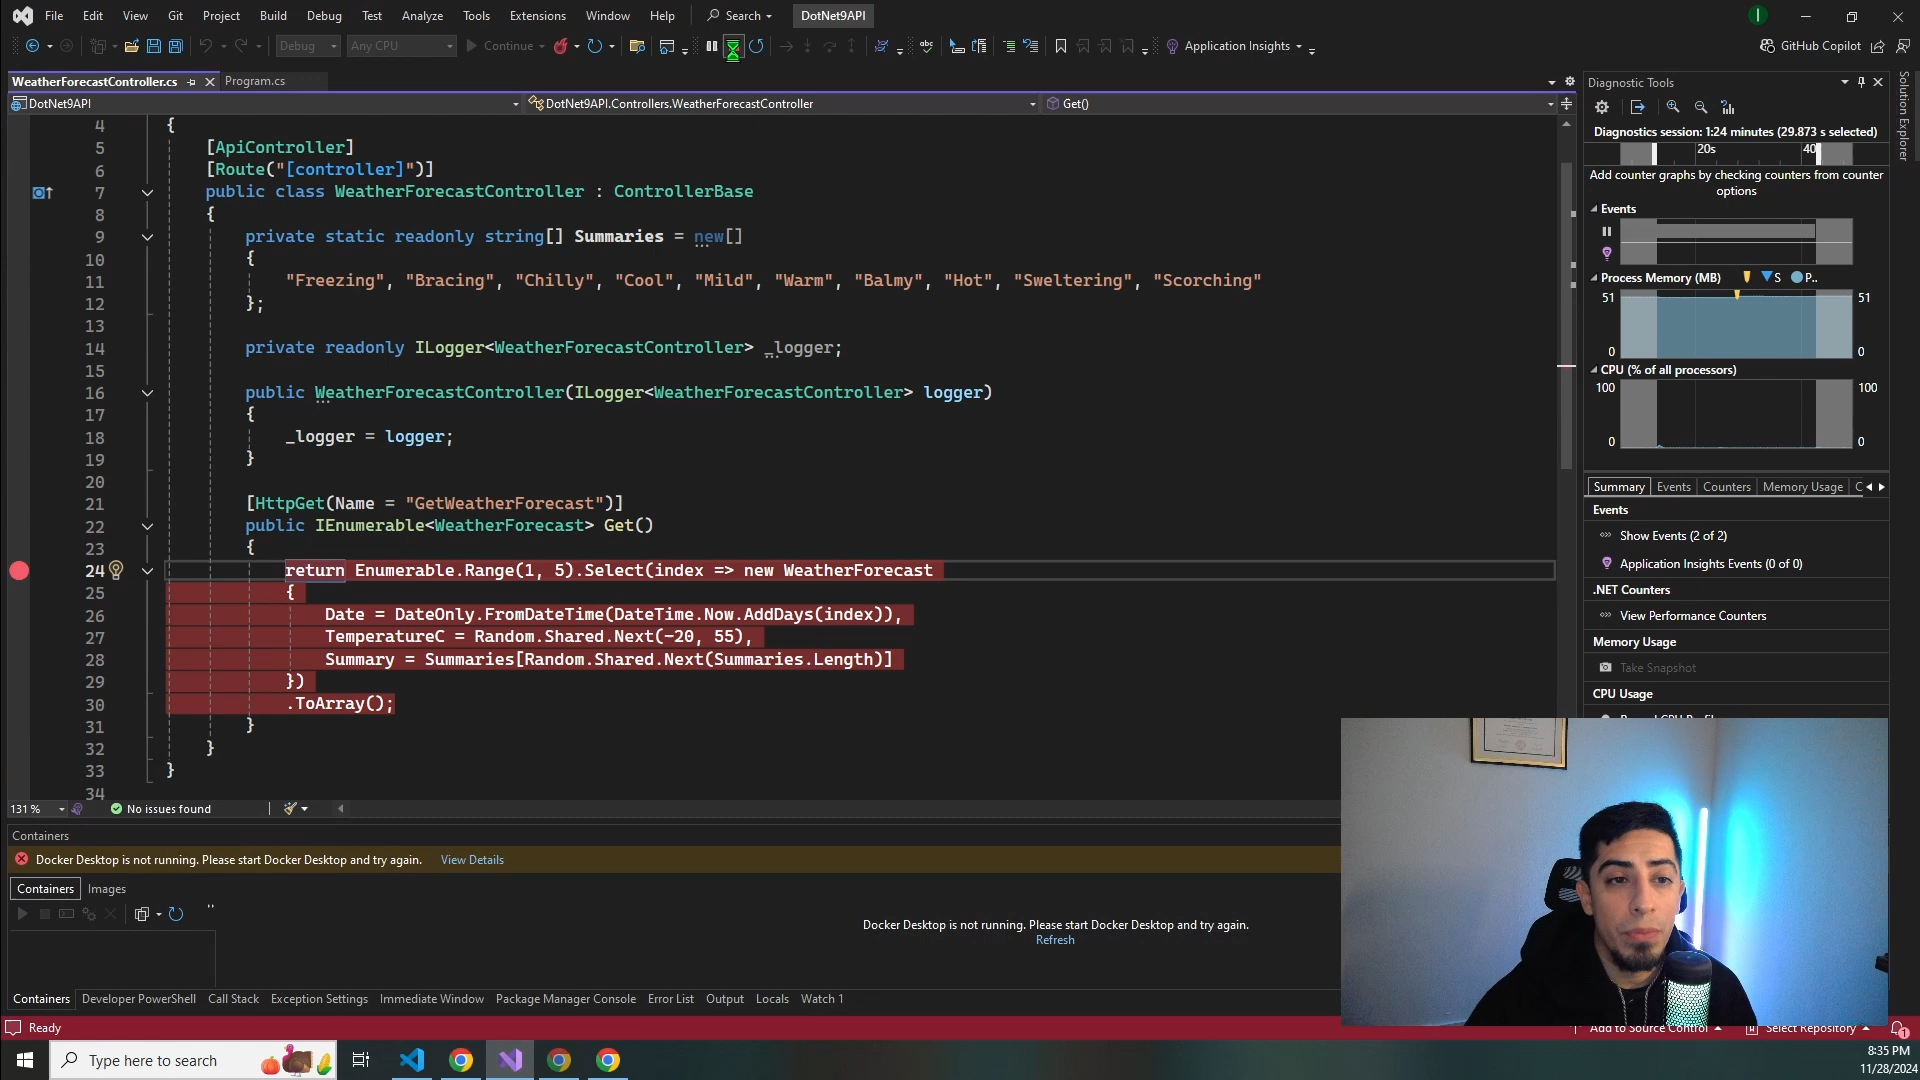 File Edit View Git Project Build Debug Test Analyze Tools Extensions Window Help Search DotNet9API
Debug Any CPU Continue Application Insights GitHub Copilot
WeatherForecastController.cs Program.cs
DotNet9API DotNet9API.Controllers.WeatherForecastController Get()
4 {
5 [ApiController]
6 [Route("[controller]")]
7 public class WeatherForecastController : ControllerBase
8 {
9 private static readonly string[] Summaries = new[]
10 {
11 "Freezing", "Bracing", "Chilly", "Cool", "Mild", "Warm", "Balmy", "Hot", "Sweltering", "Scorching"
12 };
13
14 private readonly ILogger<WeatherForecastController> _logger;
15
16 public WeatherForecastController(ILogger<WeatherForecastController> logger)
17 {
18 _logger = logger;
19 }
20
21 [HttpGet(Name = "GetWeatherForecast")]
22 public IEnumerable<WeatherForecast> Get()
23 {
24 return Enumerable.Range(1, 5).Select(index => new WeatherForecast
25 {
26 Date = DateOnly.FromDateTime(DateTime.Now.AddDays(index)),
27 TemperatureC = Random.Shared.Next(-20, 55),
28 Summary = Summaries[Random.Shared.Next(Summaries.Length)]
29 })
30 .ToArray();
31 }
32 }
33 }
34
131 % No issues found
Diagnostic Tools
Diagnostics session: 1:24 minutes (29.873 s selected)
20s 40
Add counter graphs by checking counters from counter
options
Events
Process Memory (MB) S P..
51 51
0 0
CPU (% of all processors)
100 100
0 0
Summary Events Counters Memory Usage C
Events
Show Events (2 of 2)
Application Insights Events (0 of 0)
.NET Counters
View Performance Counters
Memory Usage
Take Snapshot
CPU Usage
Solution Explorer
Containers
Docker Desktop is not running. Please start Docker Desktop and try again. View Details
Containers Images
Docker Desktop is not running. Please start Docker Desktop and try again.
Refresh
Containers Developer PowerShell Call Stack Exception Settings Immediate Window Package Manager Console Error List Output Locals Watch 1
Ready Add to Source Control Select Repository 1
Type here to search
8:35 PM
11/28/2024